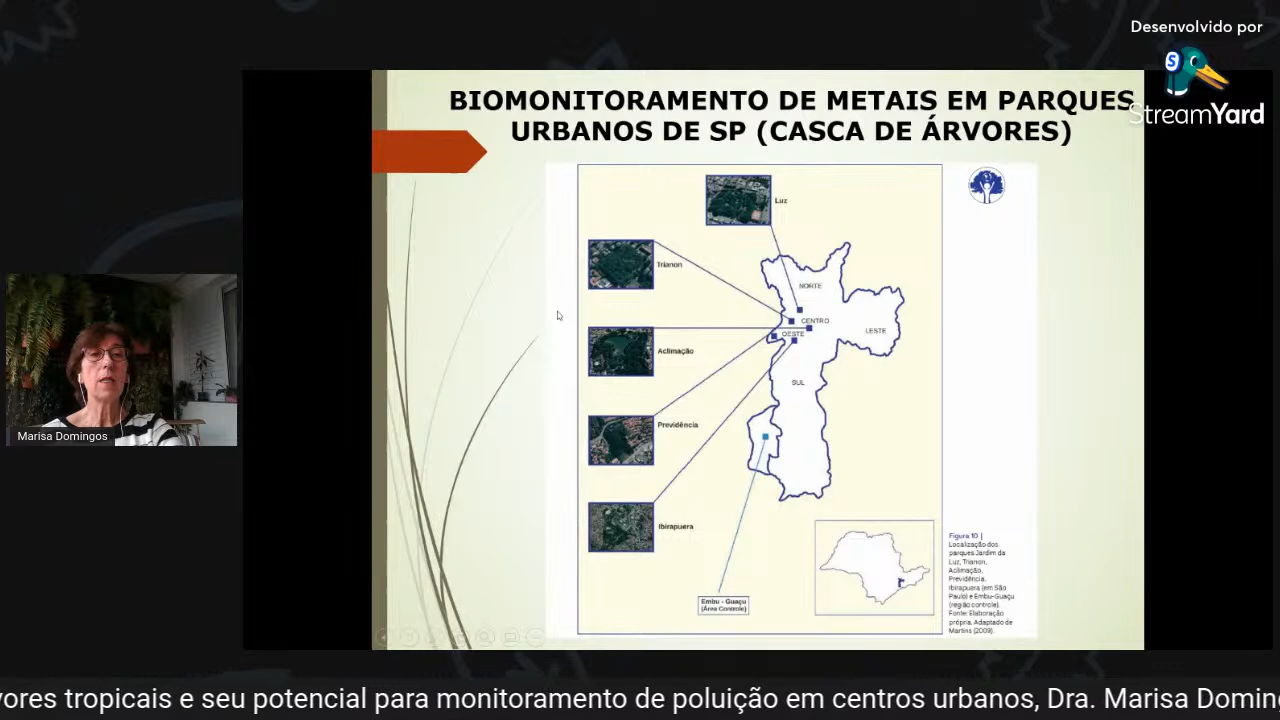 Desenvolvido por
StreamYard
BIOMONITORAMENTO DE METAIS EM PARQUES
URBANOS DE SP (CASCA DE ÁRVORES)
Luz
Trianon
NORTE
CENTRO
OESTE
LESTE
Aclimação
SUL
Previdência
Ibirapuera
Embu - Guaçu
(Área Controle)
Figura 10 |
Localização dos
parques Jardim da
Luz, Trianon,
Aclimação,
Previdência,
Ibirapuera (em São
Paulo) e Embu-Guaçu
(região controle).
Fonte: Elaboração
própria. Adaptado de
Martins (2009).
Marisa Domingos
vores tropicais e seu potencial para monitoramento de poluição em centros urbanos, Dra. Marisa Doming